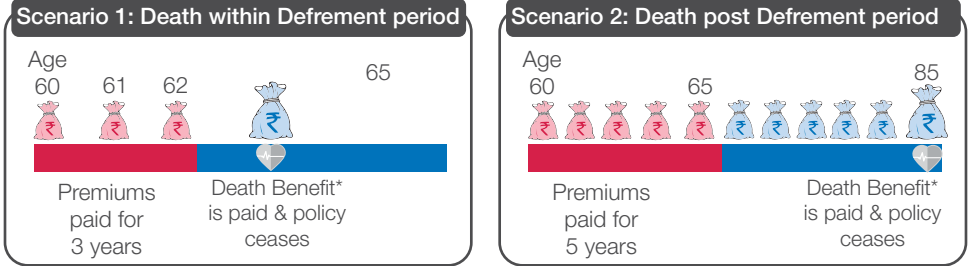 Scenario 1: Death within Defrement period
Age
60 61 62 65
₹ ₹ ₹ ₹
Premiums
paid for
3 years
Death Benefit*
is paid & policy
ceases
Scenario 2: Death post Defrement period
Age
60 65 85
₹ ₹ ₹ ₹ ₹ ₹ ₹ ₹ ₹ ₹ ₹
Premiums
paid for
5 years
Death Benefit*
is paid & policy
ceases